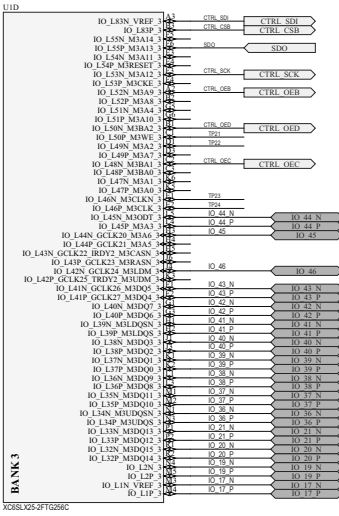 U1D
IO_L83N_VREF_3 CTRL_SDI CTRL_SDI
IO_L83P_3 CTRL_CSB CTRL_CSB
IO_L55N_M3A14_3
IO_L55P_M3A13_3 SDO SDO
IO_L54N_M3A11_3
IO_L54P_M3RESET_3
IO_L53N_M3A12_3 CTRL_SCK CTRL_SCK
IO_L53P_M3CKE_3
IO_L52N_M3A9_3 CTRL_OEB CTRL_OEB
IO_L52P_M3A8_3
IO_L51N_M3A4_3
IO_L51P_M3A10_3
IO_L50N_M3BA2_3 CTRL_OED CTRL_OED
IO_L50P_M3WE_3 TP21
IO_L49N_M3A2_3 TP22
IO_L49P_M3A7_3
IO_L48N_M3BA1_3 CTRL_OEC CTRL_OEC
IO_L48P_M3BA0_3
IO_L47N_M3A1_3
IO_L47P_M3A0_3
IO_L46N_M3CLKN_3 TP23
IO_L46P_M3CLK_3 TP24
IO_L45N_M3ODT_3 IO_44_N IO_44_N
IO_L45P_M3A3_3 IO_44_P IO_44_P
IO_L44N_GCLK20_M3A6_3 IO_45 IO_45
IO_L44P_GCLK21_M3A5_3
IO_L43N_GCLK22_IRDY2_M3CASN_3
IO_L43P_GCLK23_M3RASN_3
IO_L42N_GCLK24_M3LDM_3 IO_46 IO_46
IO_L42P_GCLK25_TRDY2_M3UDM_3
IO_L41N_GCLK26_M3DQ5_3 IO_43_N IO_43_N
IO_L41P_GCLK27_M3DQ4_3 IO_43_P IO_43_P
IO_L40N_M3DQ7_3 IO_42_N IO_42_N
IO_L40P_M3DQ6_3 IO_42_P IO_42_P
IO_L39N_M3LDQSN_3 IO_41_N IO_41_N
IO_L39P_M3LDQS_3 IO_41_P IO_41_P
IO_L38N_M3DQ3_3 IO_40_N IO_40_N
IO_L38P_M3DQ2_3 IO_40_P IO_40_P
IO_L37N_M3DQ1_3 IO_39_N IO_39_N
IO_L37P_M3DQ0_3 IO_39_P IO_39_P
IO_L36N_M3DQ9_3 IO_38_N IO_38_N
IO_L36P_M3DQ8_3 IO_38_P IO_38_P
IO_L35N_M3DQ11_3 IO_37_N IO_37_N
IO_L35P_M3DQ10_3 IO_37_P IO_37_P
IO_L34N_M3UDQSN_3 IO_36_N IO_36_N
IO_L34P_M3UDQS_3 IO_36_P IO_36_P
IO_L33N_M3DQ13_3 IO_21_N IO_21_N
IO_L33P_M3DQ12_3 IO_21_P IO_21_P
IO_L32N_M3DQ15_3 IO_20_N IO_20_N
IO_L32P_M3DQ14_3 IO_20_P IO_20_P
IO_L2N_3 IO_19_N IO_19_N
IO_L2P_3 IO_19_P IO_19_P
IO_L1N_VREF_3 IO_17_N IO_17_N
IO_L1P_3 IO_17_P IO_17_P
BANK 3
XC6SLX25-2FTG256C